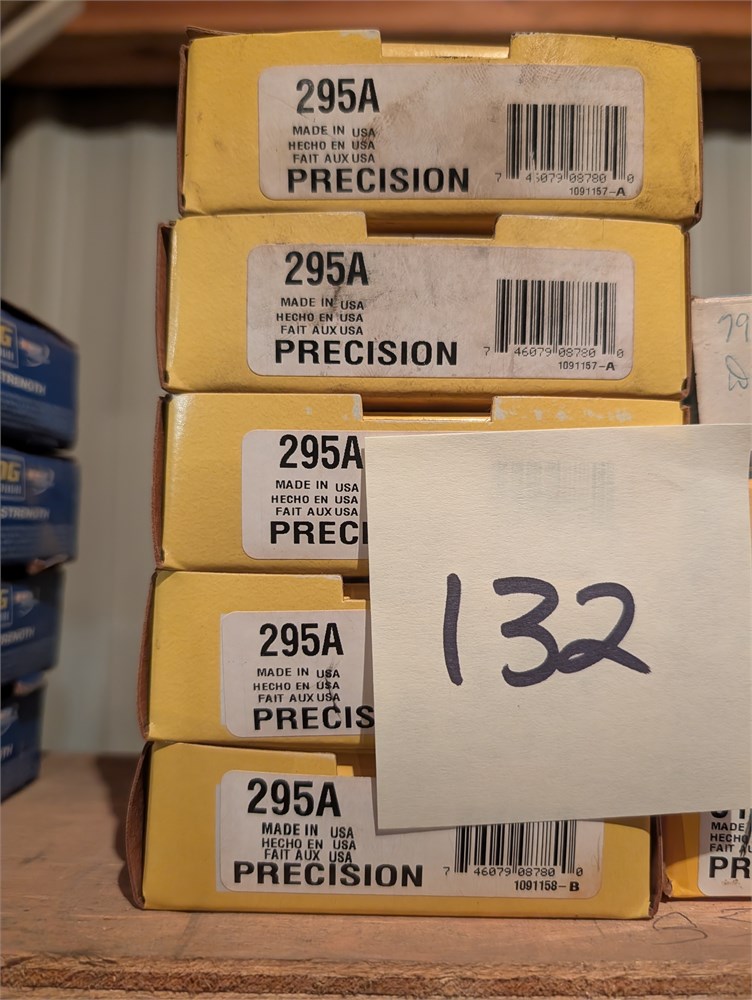 295A
MADE IN USA
HECHO EN USA
FAIT AUX USA
PRECISION
7 46079 08780 0
1091157-A
295A
MADE IN USA
HECHO EN USA
FAIT AUX USA
PRECISION
7 46079 08780 0
1091157-A
295A
MADE IN USA
HECHO EN USA
FAIT AUX USA
PRECI
295A
MADE IN USA
HECHO EN USA
FAIT AUX USA
PRECIS
132
295A
MADE IN USA
HECHO EN USA
FAIT AUX USA
PRECISION
7 46079 08780 0
1091158-B
STRENGTH
STRENGTH
MADE
HECHO
FAIT AU
PR